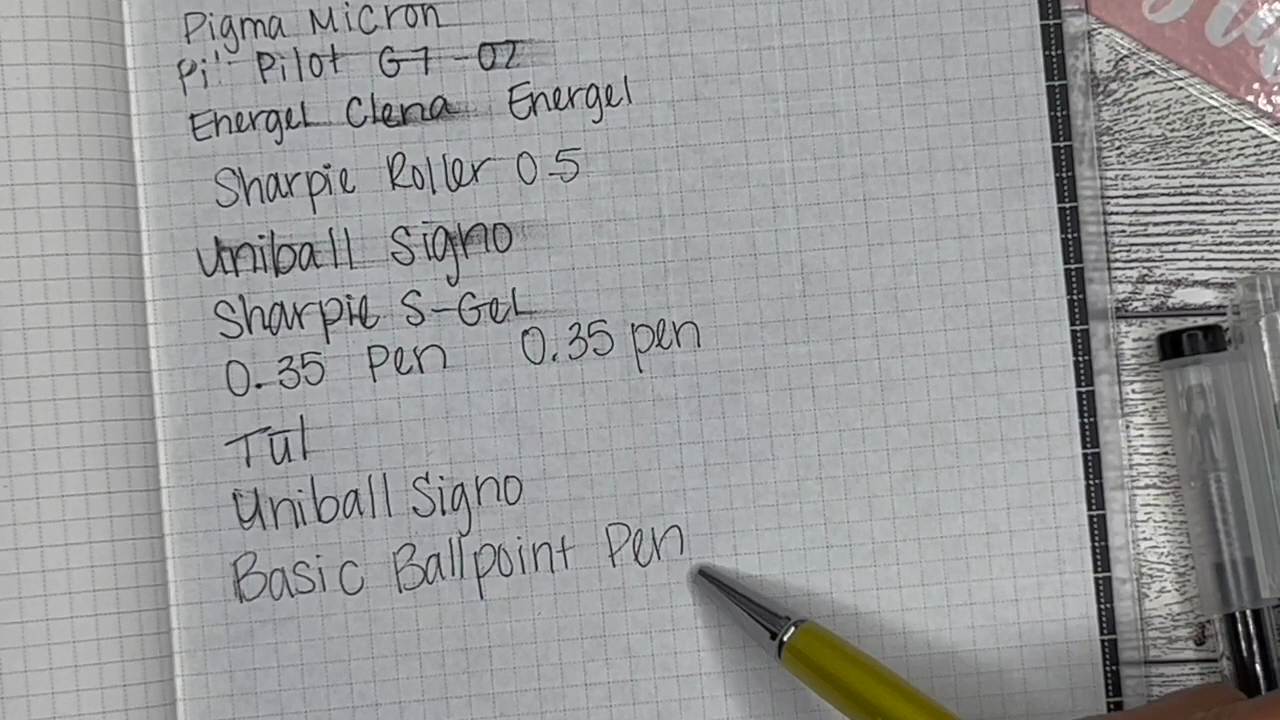 Pigma Micron
Pi Pilot G7-02
Energel Clena Energel
Sharpie Roller 0.5
Uniball Signo
Sharpie S-Gel
0.35 Pen 0.35 pen
Tūl
Uniball Signo
Basic Ballpoint Pen